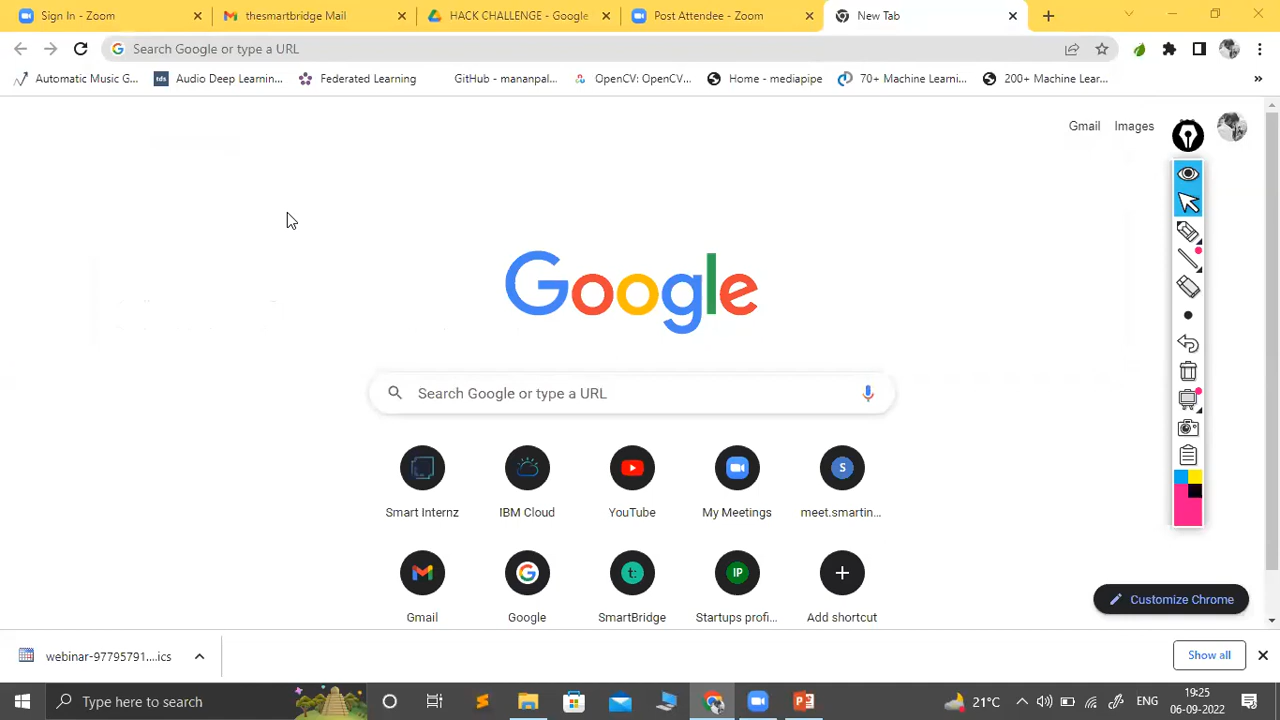 Sign In - Zoom
thesmartbridge Mail
HACK CHALLENGE - Google
Post Attendee - Zoom
New Tab
Search Google or type a URL
Automatic Music G...
tds
Audio Deep Learnin...
Federated Learning
GitHub - mananpal...
OpenCV: OpenCV...
Home - mediapipe
70+ Machine Learni...
200+ Machine Lear...
»
Gmail
Images
Google
Search Google or type a URL
S
Smart Internz
IBM Cloud
YouTube
My Meetings
meet.smartin...
t:
IP
Gmail
Google
SmartBridge
Startups profi...
Add shortcut
Customize Chrome
webinar-97795791....ics
Show all
Type here to search
21°C
ENG
19:25
06-09-2022